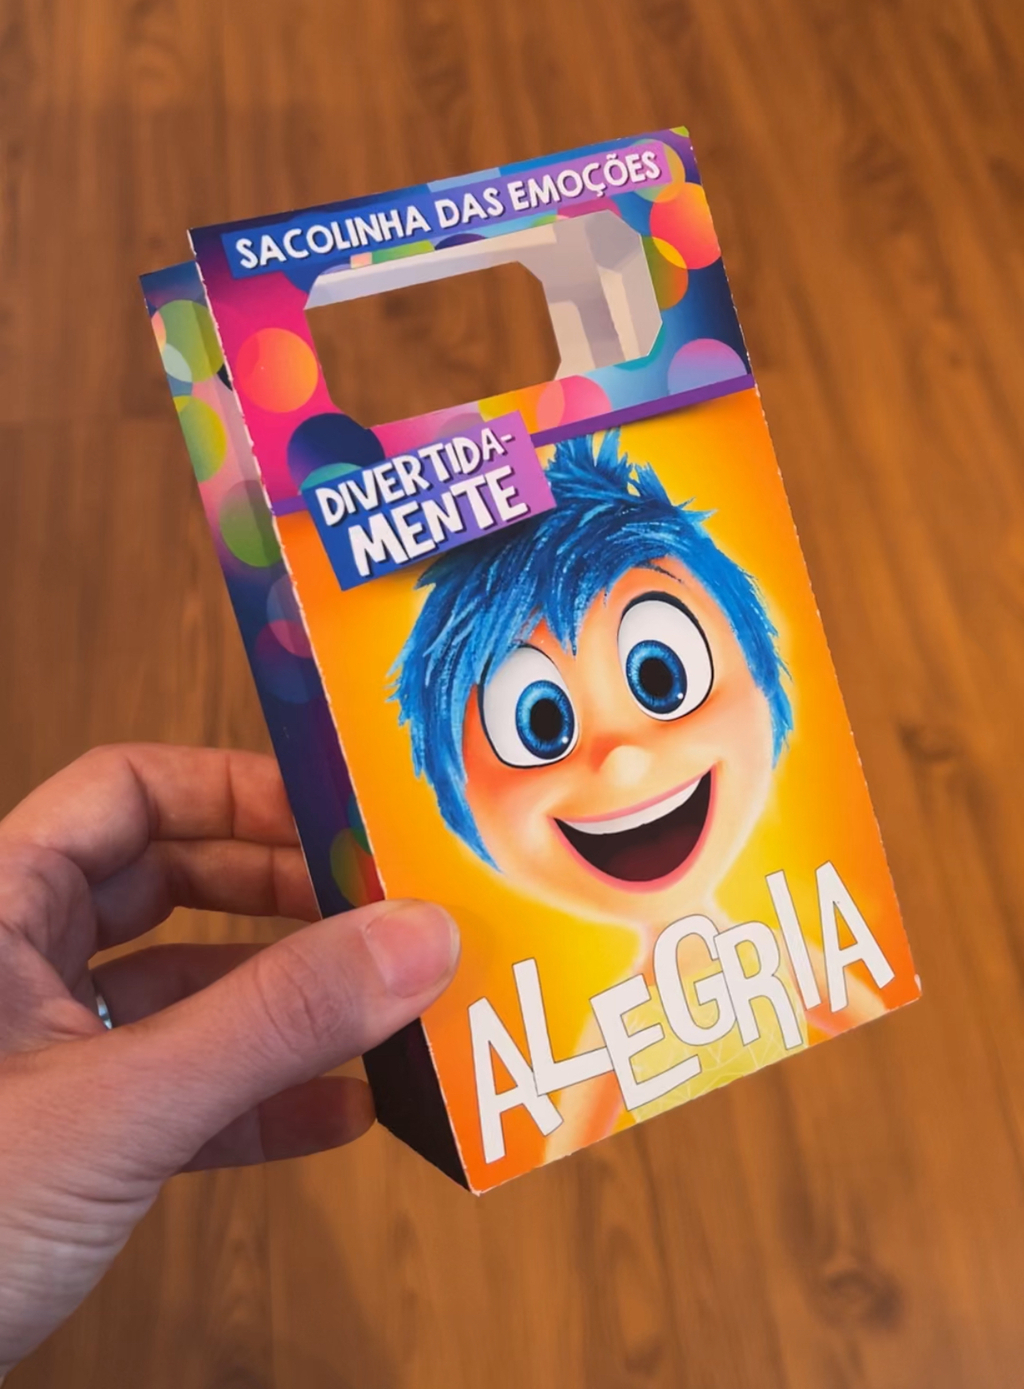 SACOLINHA DAS EMOÇÕES
DIVERTIDA-
MENTE
ALEGRIA